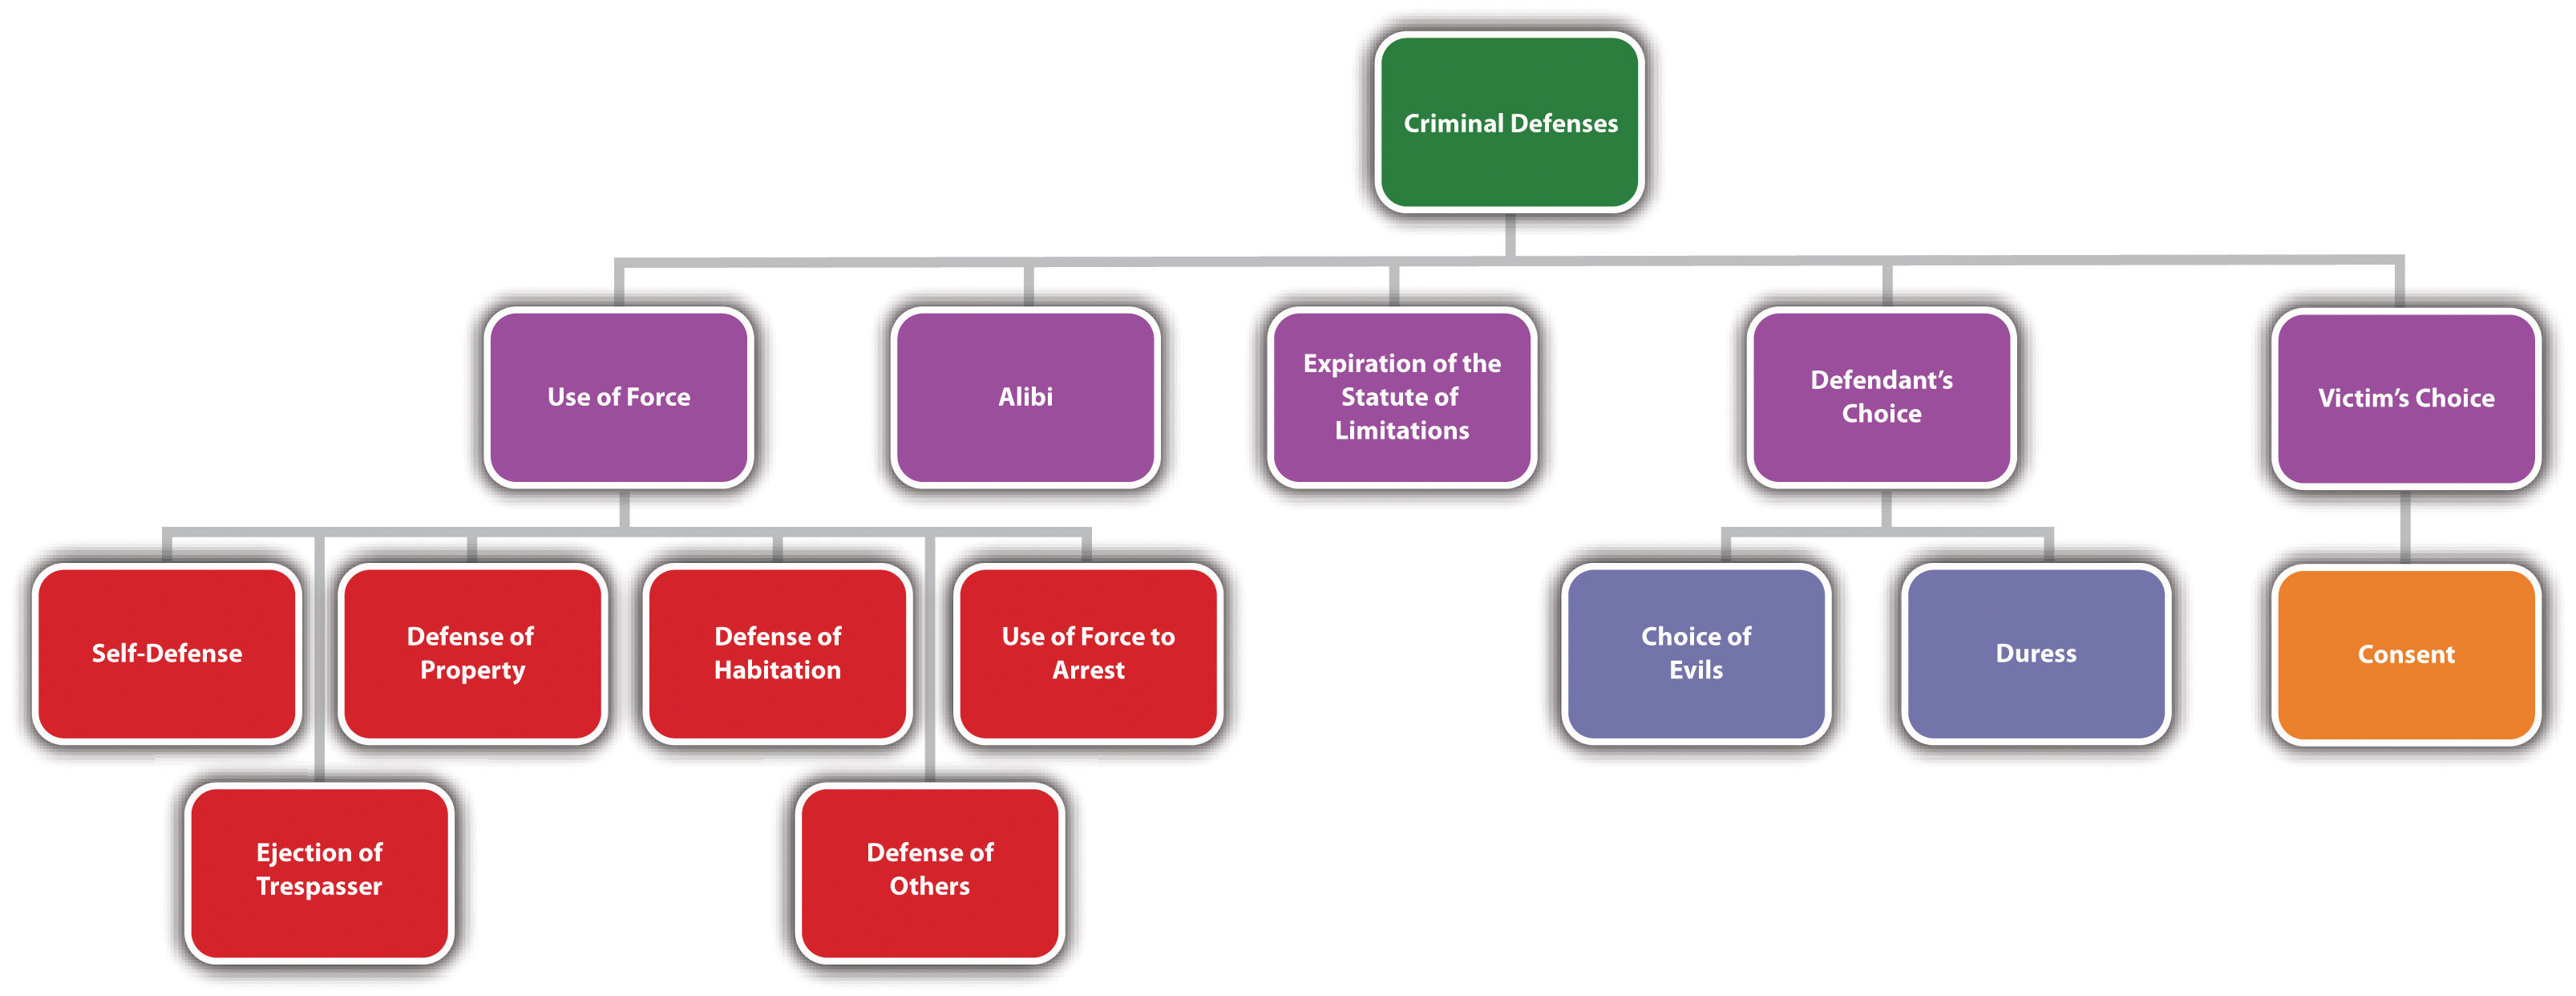 Criminal Defenses
Use of Force
Alibi
Expiration of the
Statute of
Limitations
Defendant’s
Choice
Victim’s Choice
Self-Defense
Defense of
Property
Defense of
Habitation
Use of Force to
Arrest
Choice of
Evils
Duress
Consent
Ejection of
Trespasser
Defense of
Others